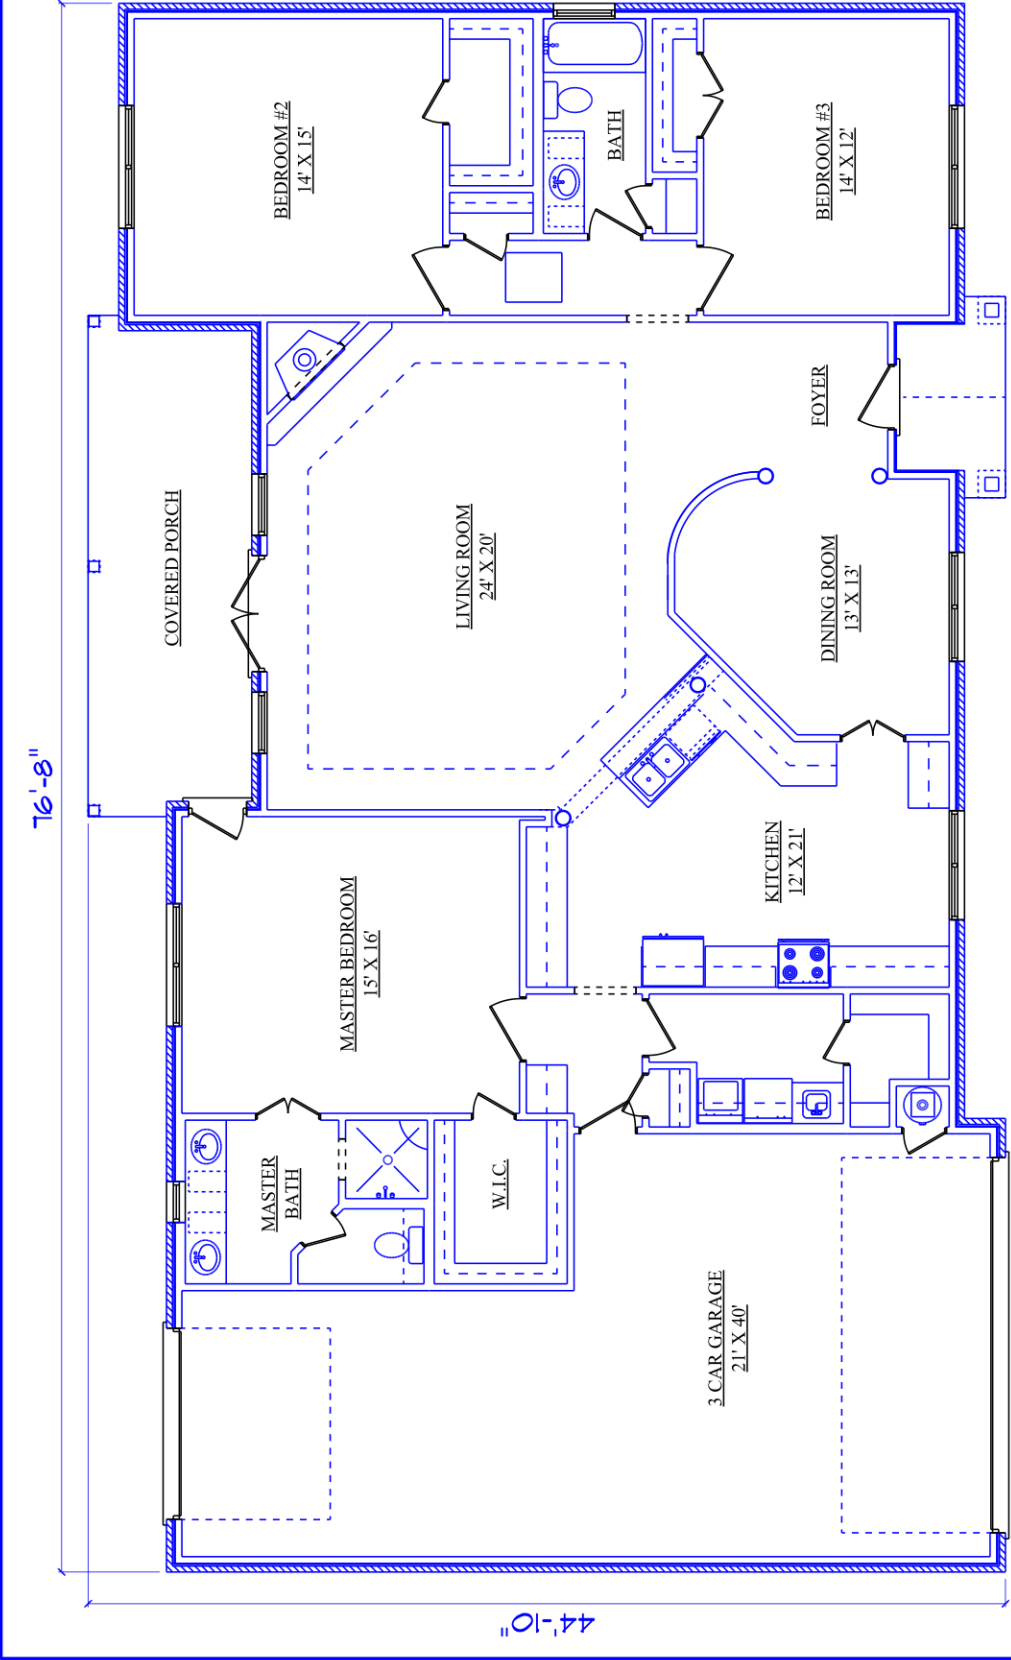 76'-8"
COVERED PORCH
BEDROOM #2
14' X 15'
BATH
BEDROOM #3
14' X 12'
LIVING ROOM
24' X 20'
FOYER
DINING ROOM
13' X 13'
MASTER BEDROOM
15' X 16'
KITCHEN
12' X 21'
MASTER
BATH
W.I.C.
3 CAR GARAGE
21' X 40'
44'-10"